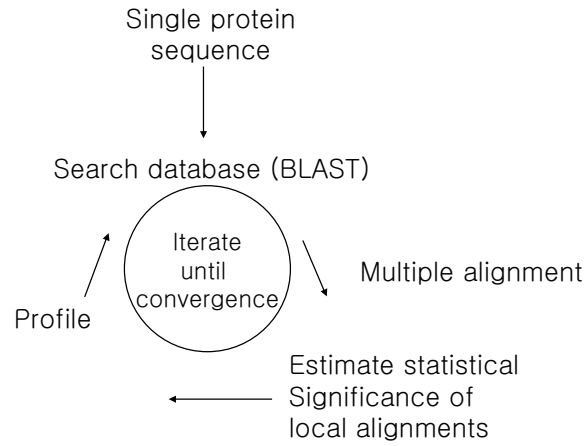 Single protein
sequence
Search database (BLAST)
Iterate
until
convergence
Multiple alignment
Profile
Estimate statistical
Significance of
local alignments